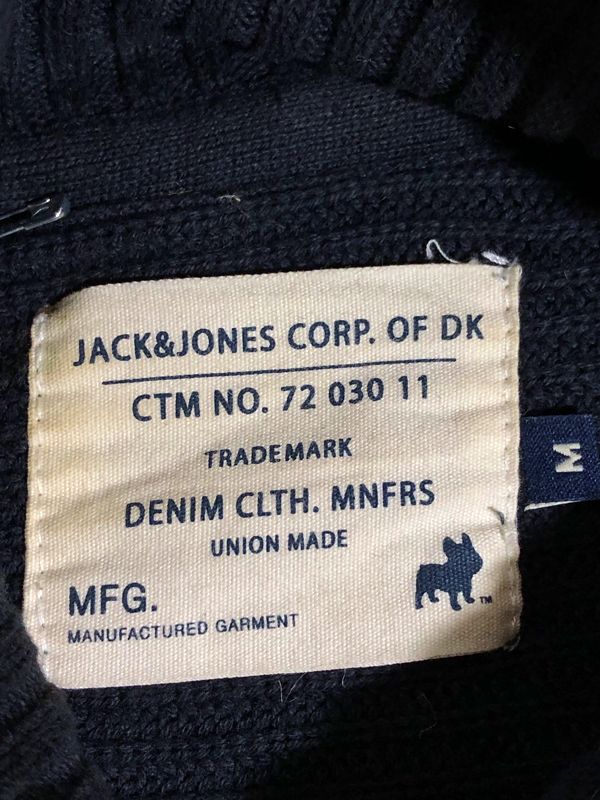 JACK&JONES CORP. OF DK
CTM NO. 72 030 11
TRADEMARK
DENIM CLTH. MNFRS
UNION MADE
MFG.
MANUFACTURED GARMENT
TM
M